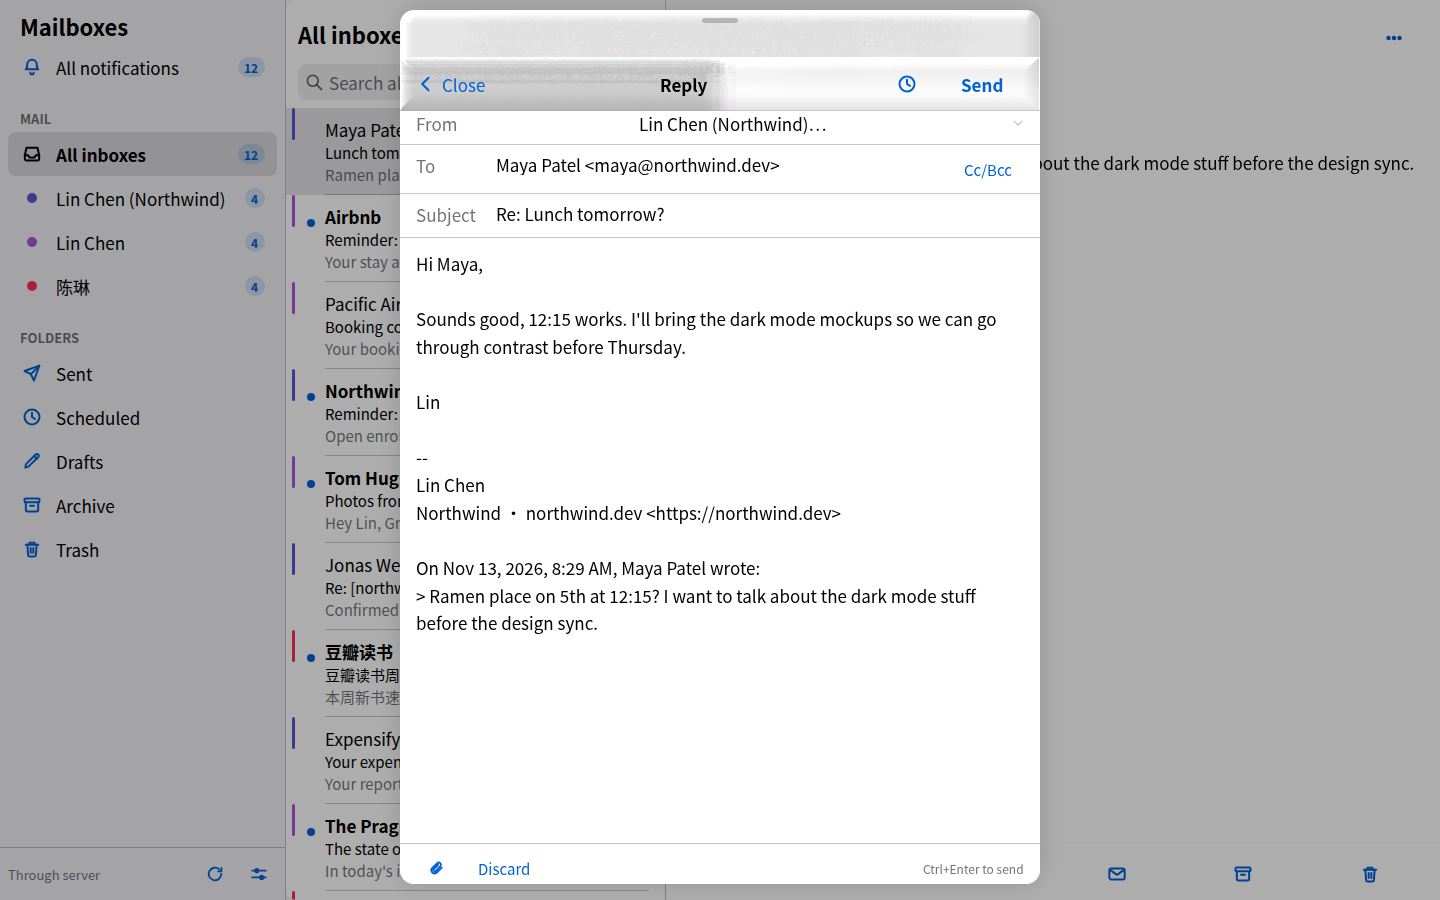 Mailboxes
All notifications 12
MAIL
All inboxes 12
Lin Chen (Northwind) 4
Lin Chen 4
陈琳 4
FOLDERS
Sent
Scheduled
Drafts
Archive
Trash
Through server
All inboxe
Search al
Maya Pate
Lunch tom
Ramen pla
Airbnb
Reminder:
Your stay a
Pacific Air
Booking co
Your booki
Northwin
Reminder:
Open enro
Tom Hug
Photos fror
Hey Lin, Gr
Jonas We
Re: [northw
Confirmed
豆瓣读书
豆瓣读书周
本周新书速
Expensify
Your expen
Your report
The Prag
The state o
In today's i
Close
Reply
Send
From Lin Chen (Northwind)…
To Maya Patel <maya@northwind.dev> Cc/Bcc
Subject Re: Lunch tomorrow?
Hi Maya,
Sounds good, 12:15 works. I'll bring the dark mode mockups so we can go
through contrast before Thursday.
Lin
--
Lin Chen
Northwind · northwind.dev <https://northwind.dev>
On Nov 13, 2026, 8:29 AM, Maya Patel wrote:
> Ramen place on 5th at 12:15? I want to talk about the dark mode stuff
before the design sync.
Discard
Ctrl+Enter to send
out the dark mode stuff before the design sync.